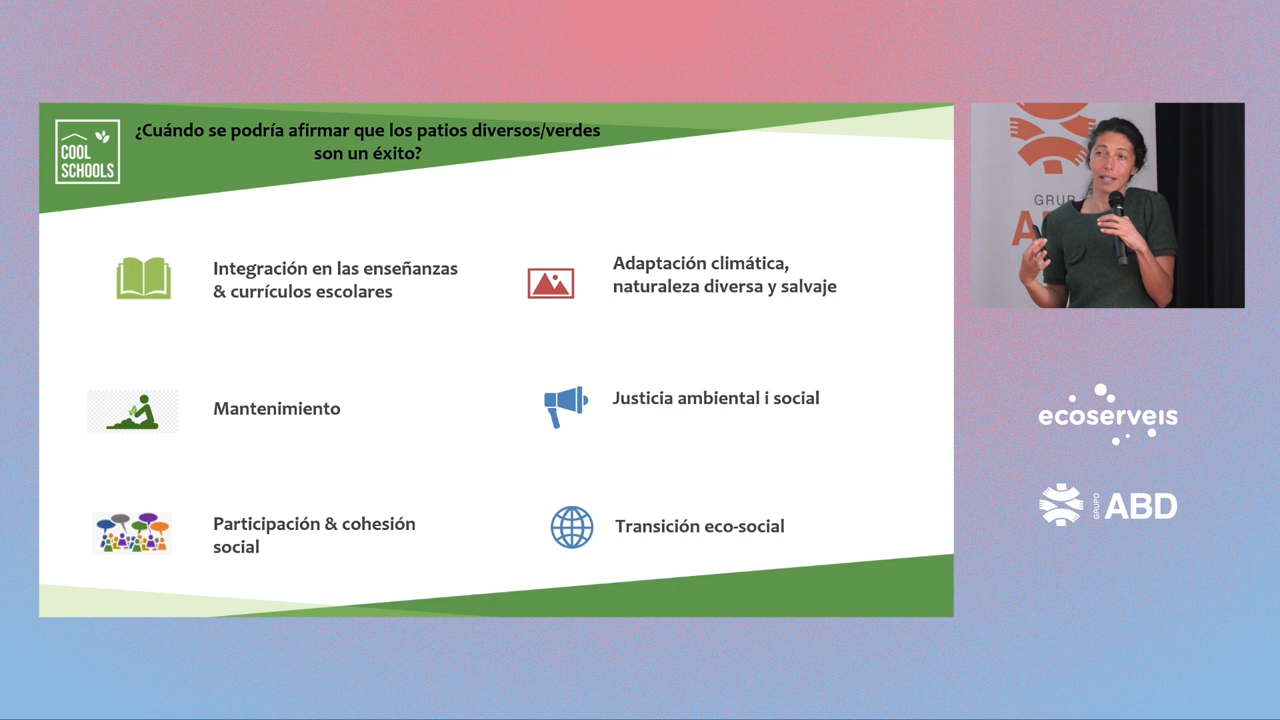 COOL
SCHOOLS
¿Cuándo se podría afirmar que los patios diversos/verdes
son un éxito?
Integración en las enseñanzas
& currículos escolares
Adaptación climática,
naturaleza diversa y salvaje
Mantenimiento
Justicia ambiental i social
Participación & cohesión
social
Transición eco-social
GRUP
A
ecoserveis
GRUPO
ABD